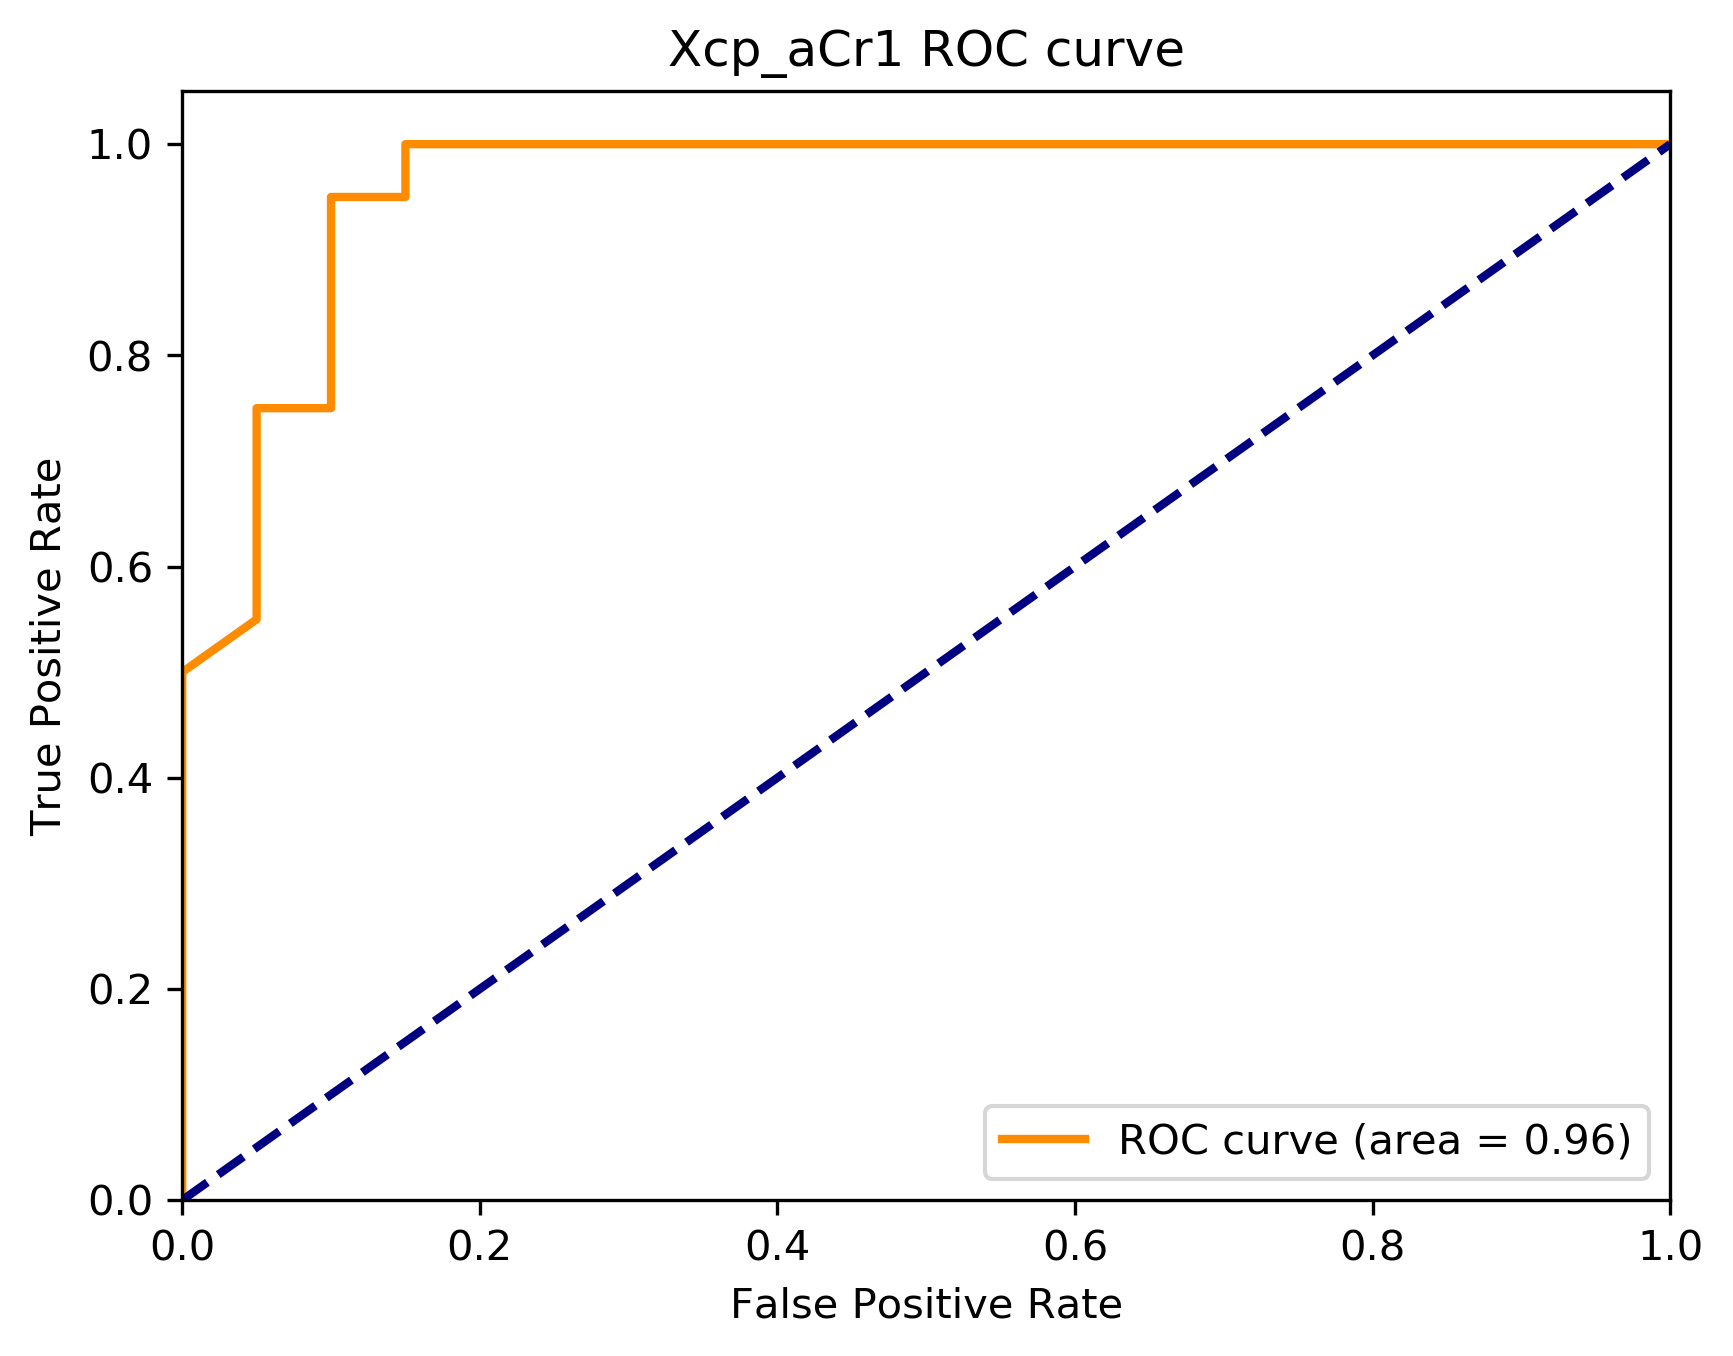 Xcp_aCr1 ROC curve
1.0
0.8
0.6
0.4
0.2
0.0
True Positive Rate
0.0 0.2 0.4 0.6 0.8 1.0
False Positive Rate
ROC curve (area = 0.96)